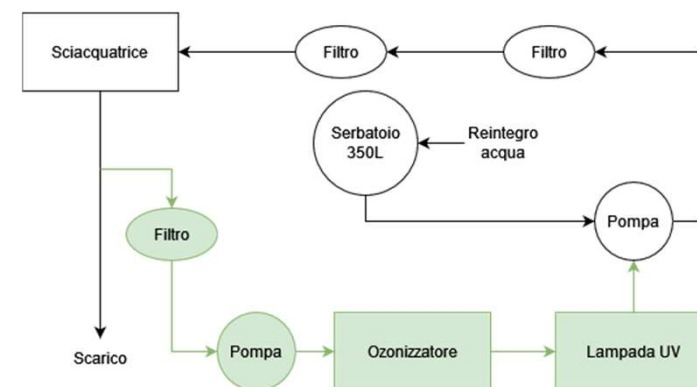 Sciacquatrice
Filtro
Filtro
Serbatoio
350L
Reintegro
acqua
Pompa
Filtro
Scarico
Pompa
Ozonizzatore
Lampada UV